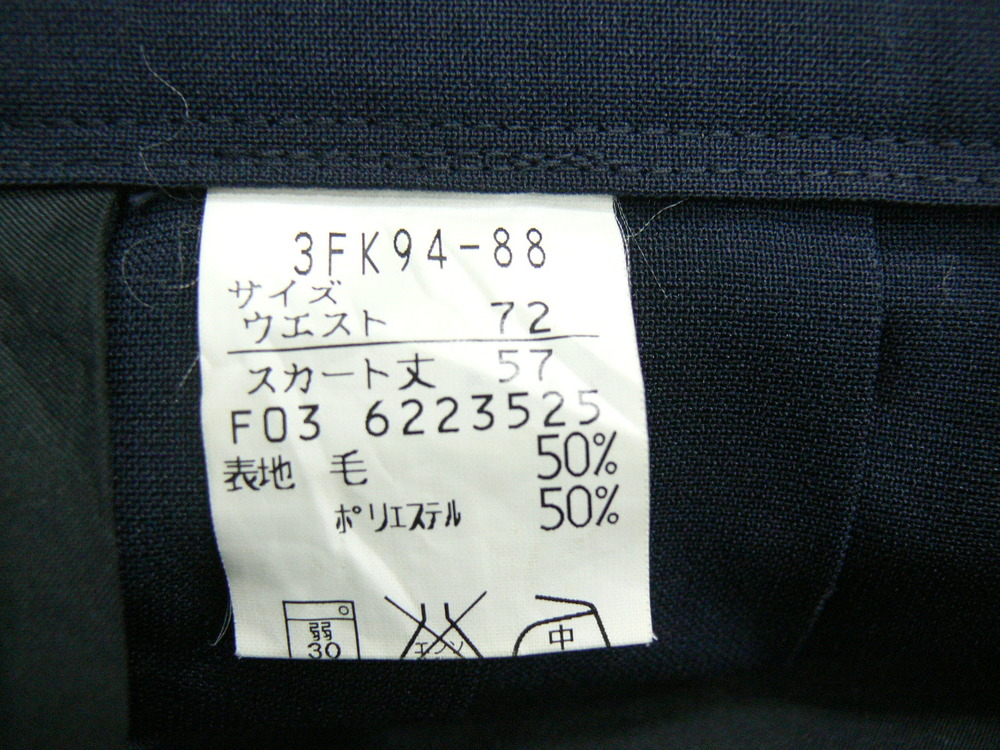 3FK94-88
サイズ
ウエスト 72
スカート丈 57
F03 6223525
表地 毛 50%
ポリエステル 50%
弱
30
中